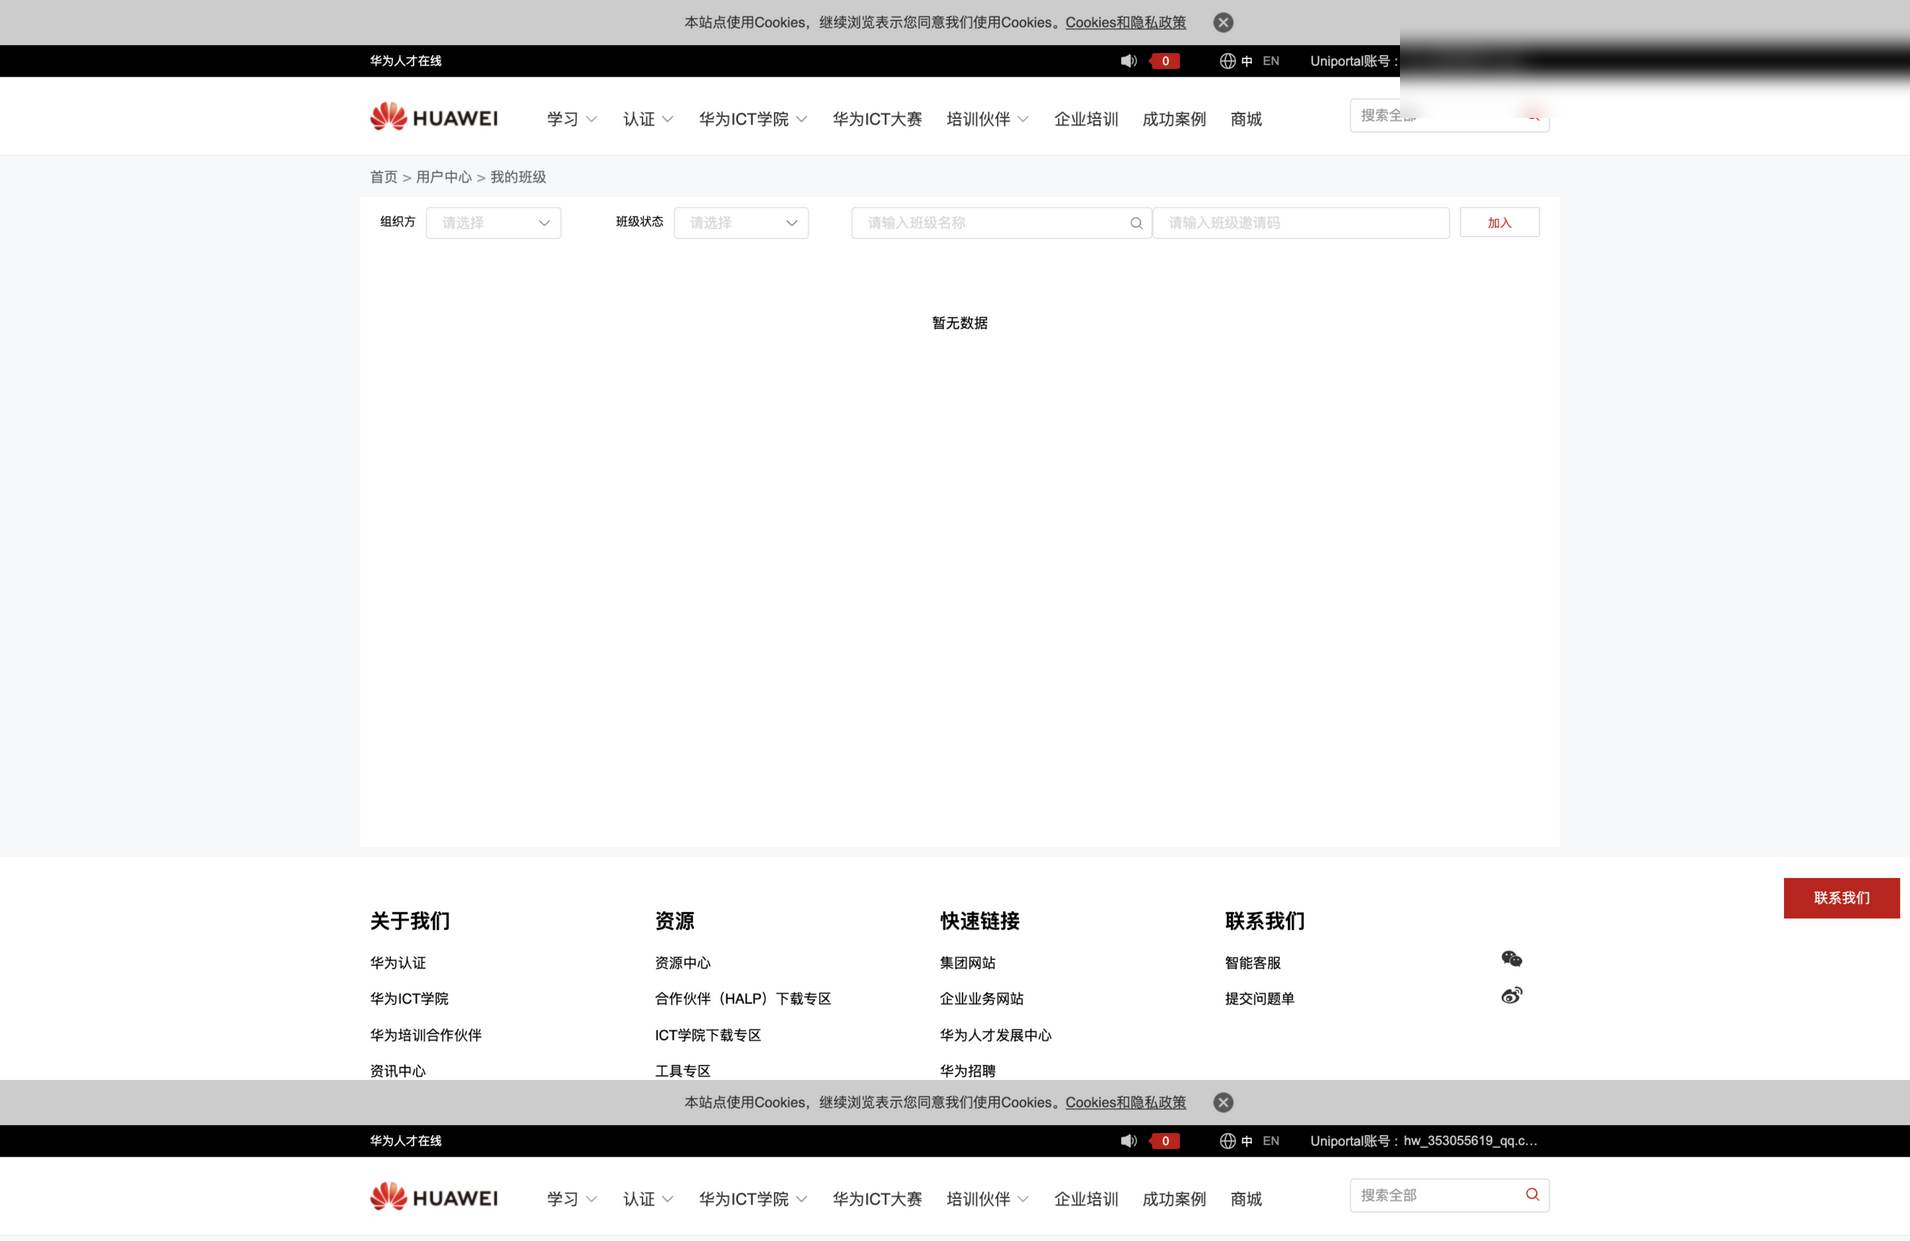 本站点使用Cookies，继续浏览表示您同意我们使用Cookies。Cookies和隐私政策
华为人才在线 0 中 EN Uniportal账号：
HUAWEI 学习 认证 华为ICT学院 华为ICT大赛 培训伙伴 企业培训 成功案例 商城 搜索全部
首页 > 用户中心 > 我的班级
组织方 请选择 班级状态 请选择 请输入班级名称 请输入班级邀请码 加入
暂无数据
联系我们
关于我们 资源 快速链接 联系我们
华为认证 资源中心 集团网站 智能客服
华为ICT学院 合作伙伴（HALP）下载专区 企业业务网站 提交问题单
华为培训合作伙伴 ICT学院下载专区 华为人才发展中心
资讯中心 工具专区 华为招聘
本站点使用Cookies，继续浏览表示您同意我们使用Cookies。Cookies和隐私政策
华为人才在线 0 中 EN Uniportal账号：hw_353055619_qq.c...
HUAWEI 学习 认证 华为ICT学院 华为ICT大赛 培训伙伴 企业培训 成功案例 商城 搜索全部